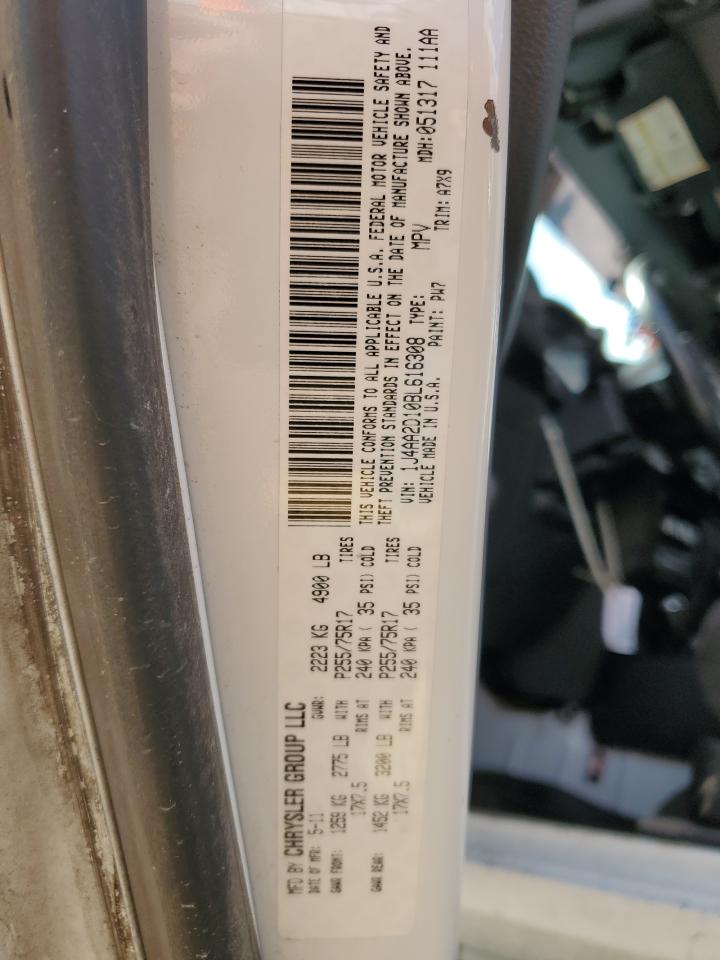 MFD BY CHRYSLER GROUP LLC
DATE OF MFR: 5-11 GVWR: 2223 KG 4900 LB
GAWR FRONT: 1259 KG 2775 LB WITH P255/75R17 TIRES
17X7.5 RIMS AT 240 KPA ( 35 PSI) COLD
GAWR REAR: 1452 KG 3200 LB WITH P255/75R17 TIRES
17X7.5 RIMS AT 240 KPA ( 35 PSI) COLD
THIS VEHICLE CONFORMS TO ALL APPLICABLE U.S.A. FEDERAL MOTOR VEHICLE SAFETY AND
THEFT PREVENTION STANDARDS IN EFFECT ON THE DATE OF MANUFACTURE SHOWN ABOVE.
VIN: 1J4AA2D10BL616308 TYPE: MPV MDH:051317 111AA
VEHICLE MADE IN U.S.A. PAINT: PW7 TRIM: A7X9